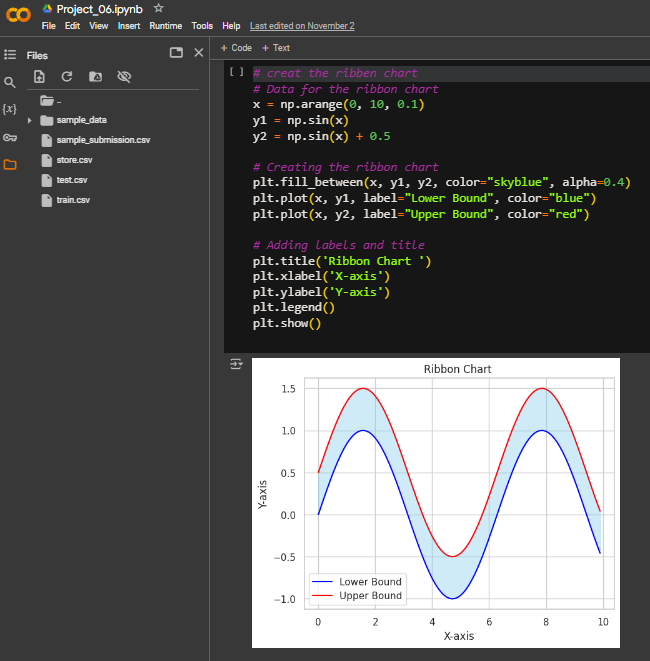 Project_06.ipynb
File Edit View Insert Runtime Tools Help Last edited on November 2
Files
+ Code + Text
..
sample_data
sample_submission.csv
store.csv
test.csv
train.csv
{x}
[ ] # creat the ribben chart
# Data for the ribbon chart
x = np.arange(0, 10, 0.1)
y1 = np.sin(x)
y2 = np.sin(x) + 0.5
# Creating the ribbon chart
plt.fill_between(x, y1, y2, color="skyblue", alpha=0.4)
plt.plot(x, y1, label="Lower Bound", color="blue")
plt.plot(x, y2, label="Upper Bound", color="red")
# Adding labels and title
plt.title('Ribbon Chart ')
plt.xlabel('X-axis')
plt.ylabel('Y-axis')
plt.legend()
plt.show()
Ribbon Chart
1.5
1.0
0.5
0.0
−0.5
−1.0
Y-axis
Lower Bound
Upper Bound
0 2 4 6 8 10
X-axis